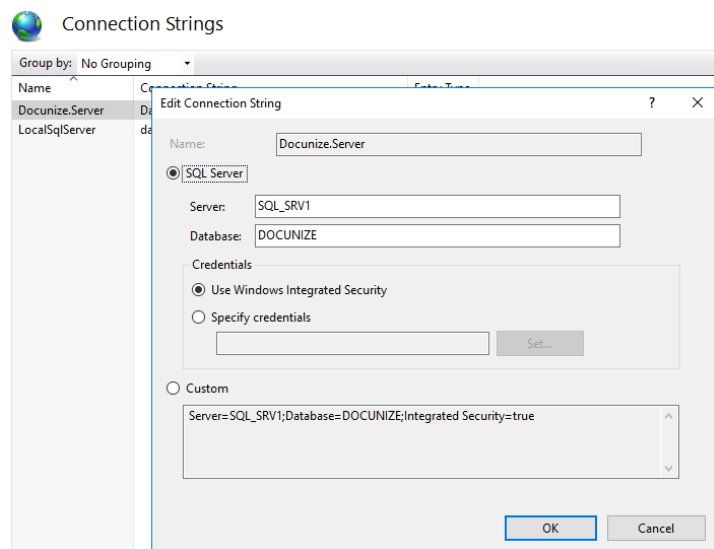 Connection Strings
Group by: No Grouping
Name
Docunize.Server
LocalSqlServer
Edit Connection String
?
Name: Docunize.Server
SQL Server
Server: SQL_SRV1
Database: DOCUNIZE
Credentials
Use Windows Integrated Security
Specify credentials
Set...
Custom
Server=SQL_SRV1;Database=DOCUNIZE;Integrated Security=true
OK Cancel